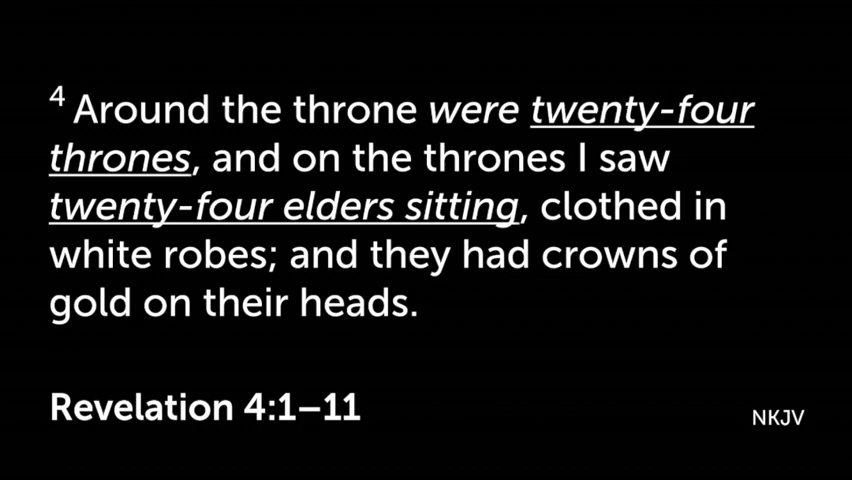 4 Around the throne were twenty-four
thrones, and on the thrones I saw
twenty-four elders sitting, clothed in
white robes; and they had crowns of
gold on their heads.
Revelation 4:1–11
NKJV